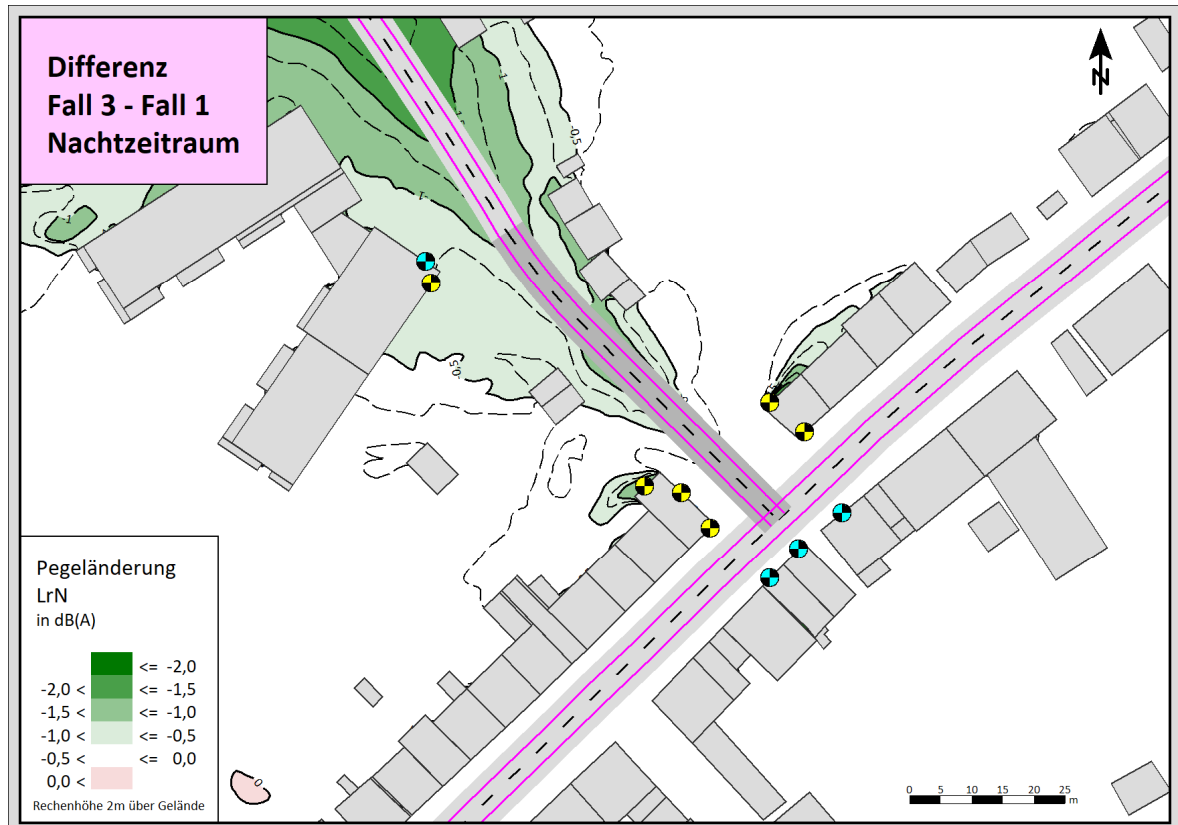 Differenz
Fall 3 - Fall 1
Nachtzeitraum
N
-1
-0,5
-1
-1
-0,5
0
Pegeländerung
LrN
in dB(A)
<= -2,0
-2,0 < <= -1,5
-1,5 < <= -1,0
-1,0 < <= -0,5
-0,5 < <= 0,0
0,0 <
Rechenhöhe 2m über Gelände
0 5 10 15 20 25
m